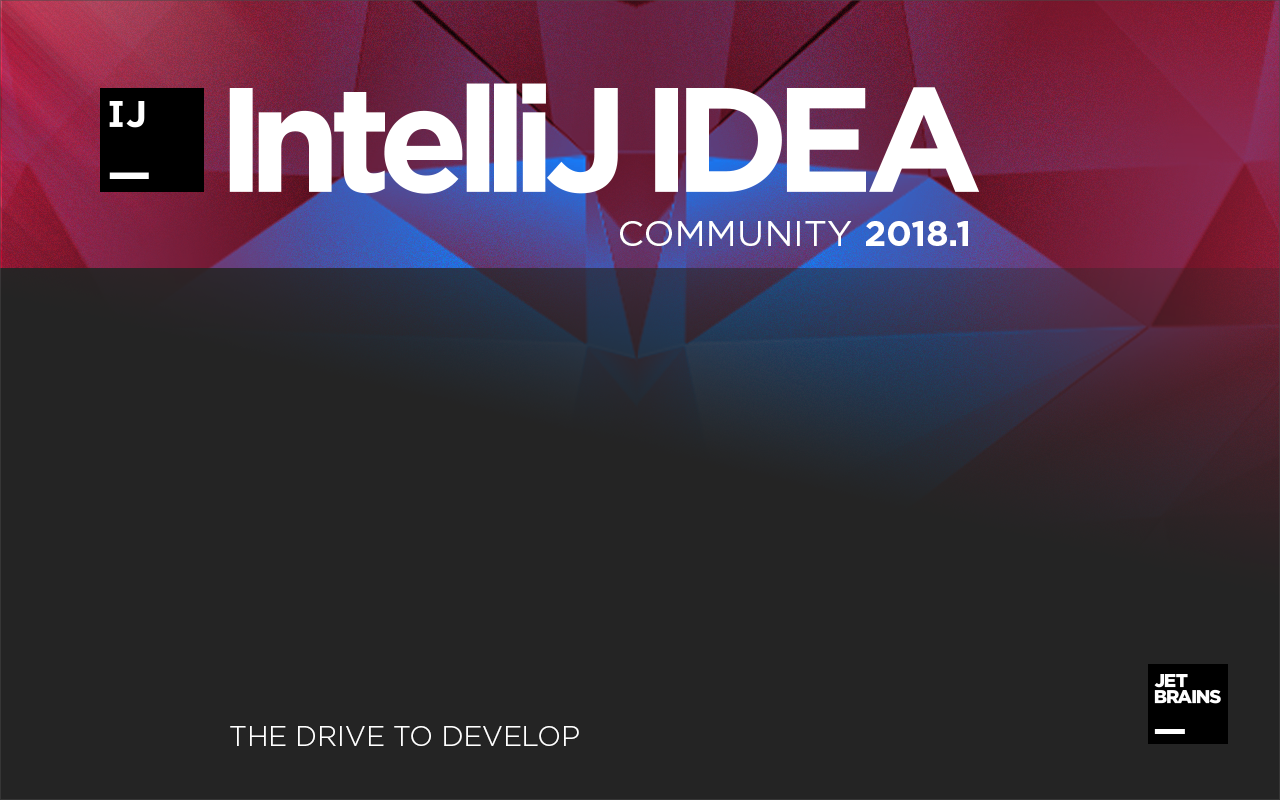 IJ
IntelliJ IDEA
COMMUNITY 2018.1
JET
BRAINS
THE DRIVE TO DEVELOP